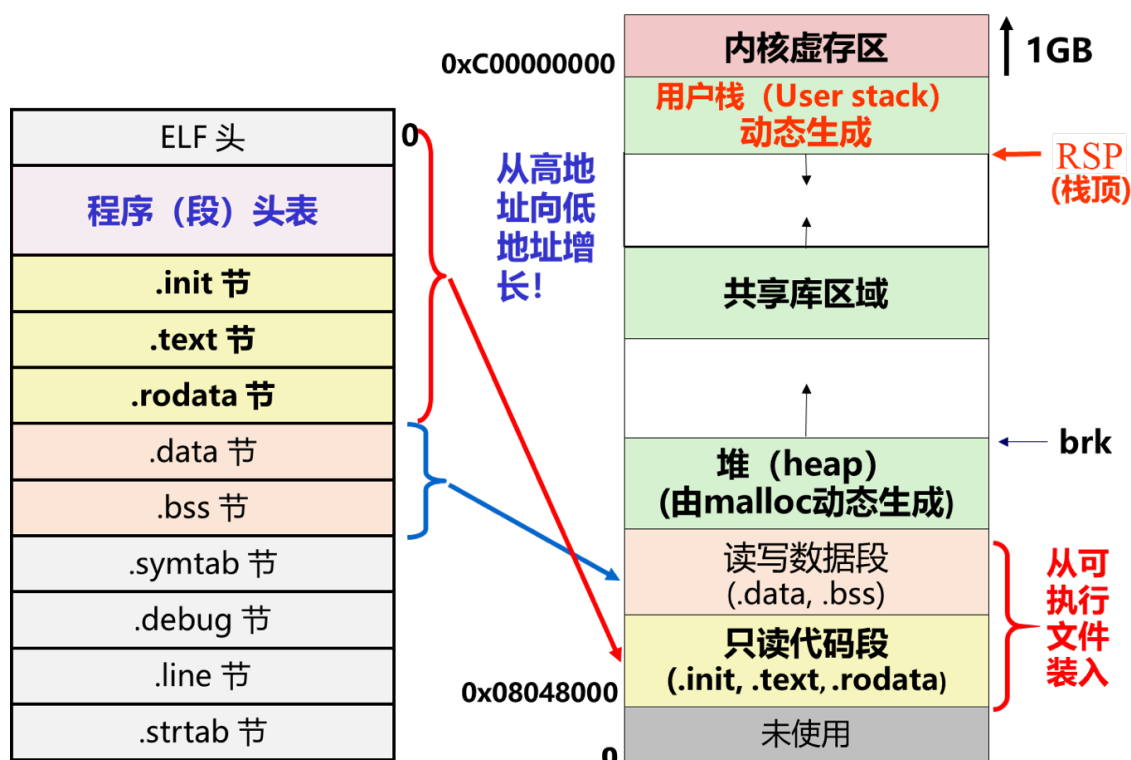 ELF 头
程序（段）头表
.init 节
.text 节
.rodata 节
.data 节
.bss 节
.symtab 节
.debug 节
.line 节
.strtab 节
0
从高地
址向低
地址增
长！
0xC00000000
0x08048000
0
内核虚存区
用户栈（User stack）
动态生成
共享库区域
堆（heap）
(由malloc动态生成)
读写数据段
(.data, .bss)
只读代码段
(.init, .text, .rodata)
未使用
1GB
RSP
(栈顶)
brk
从可
执行
文件
装入